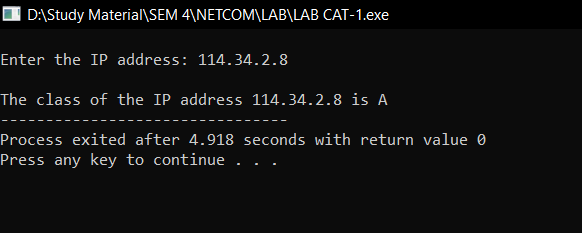 D:\Study Material\SEM 4\NETCOM\LAB\LAB CAT-1.exe
Enter the IP address: 114.34.2.8
The class of the IP address 114.34.2.8 is A
--------------------------------
Process exited after 4.918 seconds with return value 0
Press any key to continue . . .